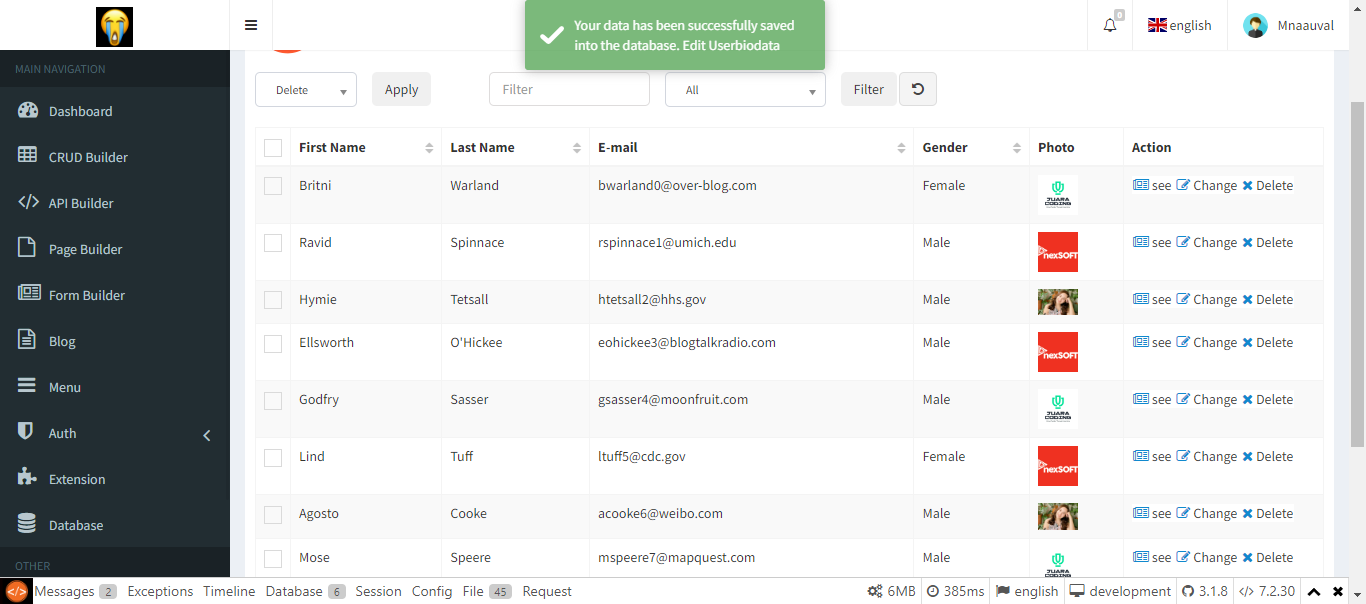 Your data has been successfully saved
into the database. Edit Userbiodata
0
english
Mnaauval
MAIN NAVIGATION
Dashboard
CRUD Builder
API Builder
Page Builder
Form Builder
Blog
Menu
Auth
Extension
Database
OTHER
Delete Apply Filter All Filter
First Name Last Name E-mail Gender Photo Action
Britni Warland bwarland0@over-blog.com Female JUARA CODING see Change Delete
Ravid Spinnace rspinnace1@umich.edu Male nexSOFT see Change Delete
Hymie Tetsall htetsall2@hhs.gov Male see Change Delete
Ellsworth O'Hickee eohickee3@blogtalkradio.com Male nexSOFT see Change Delete
Godfry Sasser gsasser4@moonfruit.com Male JUARA CODING see Change Delete
Lind Tuff ltuff5@cdc.gov Female nexSOFT see Change Delete
Agosto Cooke acooke6@weibo.com Male see Change Delete
Mose Speere mspeere7@mapquest.com Male JUARA see Change Delete
</> Messages 2 Exceptions Timeline Database 6 Session Config File 45 Request 6MB 385ms english development 3.1.8 </> 7.2.30